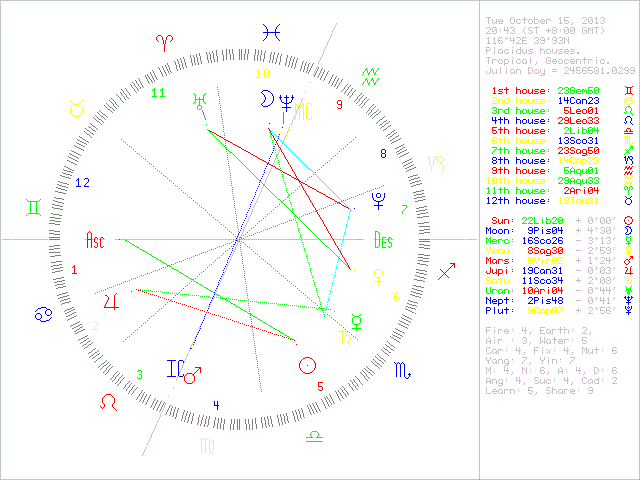 Tue October 15, 2013
20:43 (ST +8:00 GMT)
116°42E 39°93N
Placidus houses.
Tropical, Geocentric.
Julian Day = 2456581.0299
1st house: 23Gem50
2nd house: 14Can23
3rd house: 5Leo01
4th house: 29Leo33
5th house: 2Lib04
6th house: 13Sco31
7th house: 23Sag50
8th house: 14Cap23
9th house: 5Aqu01
10th house: 29Aqu33
11th house: 2Ari04
12th house: 13Tau31
Sun: 22Lib20 + 0°00'
Moon: 9Pis04 + 4°30'
Merc: 16Sco26 - 3°13'
Venu: 8Sag30 - 2°59'
Mars: 0Vir07 + 1°24'
Jupi: 19Can31 - 0°03'
Satu: 11Sco34 + 2°08'
Uran: 10Ari04 - 0°44'
Nept: 2Pis48 - 0°41'
Plut: 9Cap07 + 2°56'
Fire: 4, Earth: 2,
Air : 3, Water: 5
Car: 4, Fix: 4, Mut: 6
Yang: 7, Yin: 7
M: 4, N: 6, A: 4, D: 6
Ang: 4, Suc: 4, Cad: 2
Learn: 5, Share: 9
10
11
9
MC
8
12
7
Asc
Des
1
6
2
IC
3
5
4